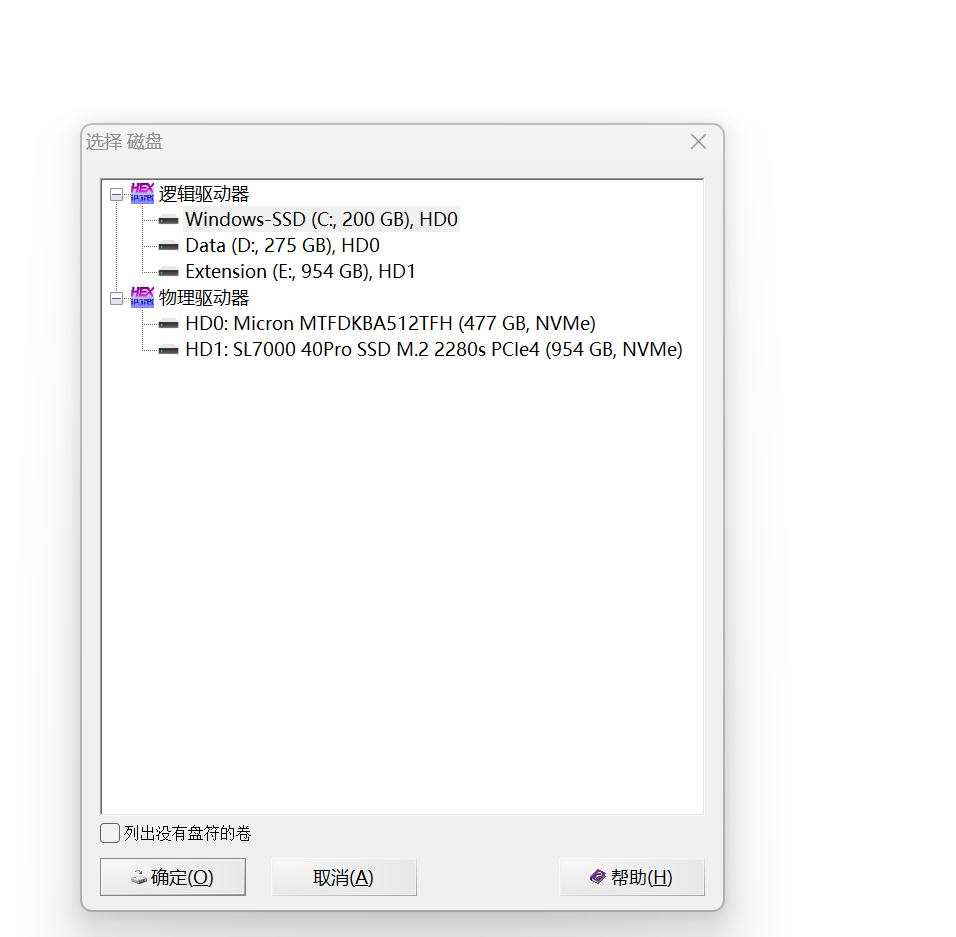 选择 磁盘
逻辑驱动器
Windows-SSD (C:, 200 GB), HD0
Data (D:, 275 GB), HD0
Extension (E:, 954 GB), HD1
物理驱动器
HD0: Micron MTFDKBA512TFH (477 GB, NVMe)
HD1: SL7000 40Pro SSD M.2 2280s PCIe4 (954 GB, NVMe)
列出没有盘符的卷
确定(O) 取消(A) 帮助(H)